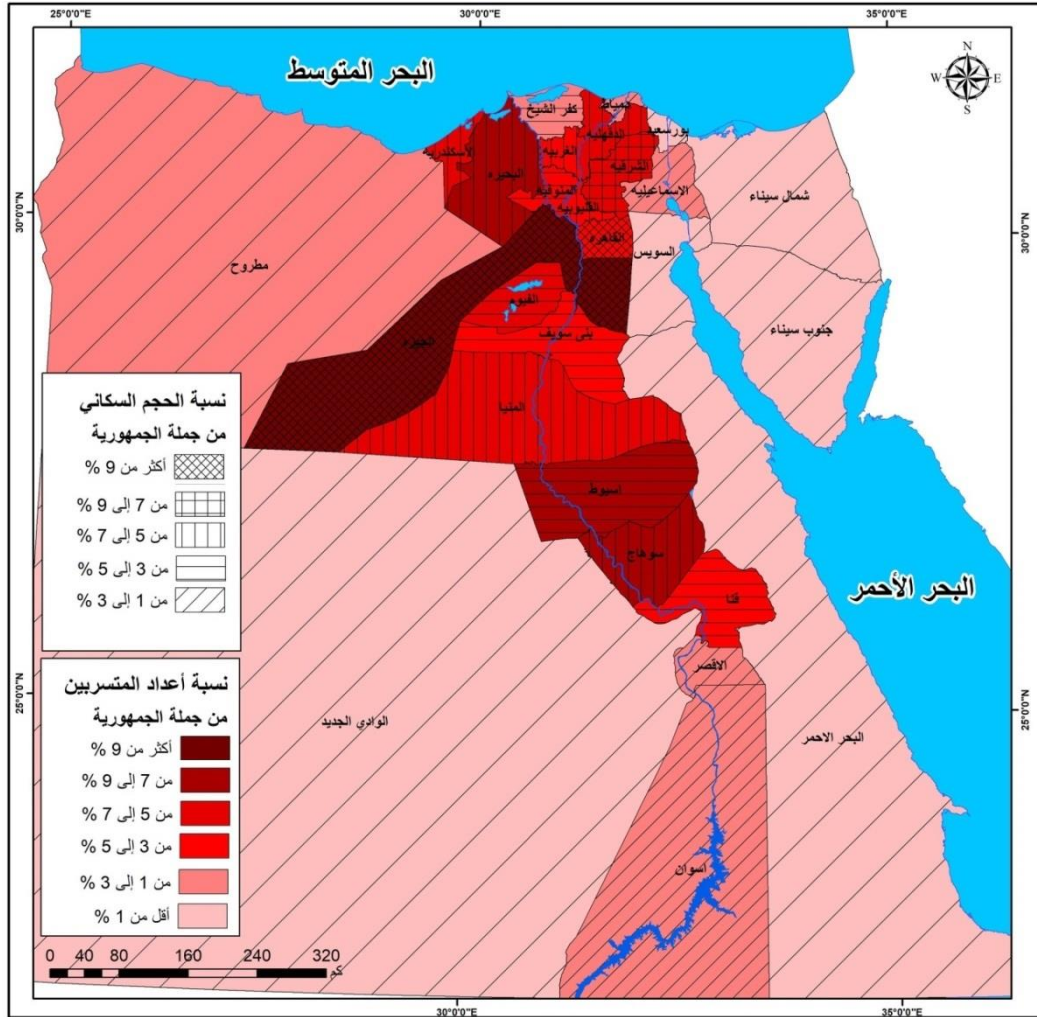 25°0'0"E 30°0'0"E 35°0'0"E
N
W E
S
البحر المتوسط
دمياط
كفر الشيخ
بورسعيد
الدقهلية
الأسكندرية
الغربية
الشرقية
البحيرة
المنوفية
الاسماعيلية
شمال سيناء
القليوبية
30°0'0"N 30°0'0"N
القاهرة
السويس
مطروح
الفيوم
جنوب سيناء
بنى سويف
الجيزة
المنيا
اسيوط
سوهاج
قنا
البحر الأحمر
الاقصر
25°0'0"N 25°0'0"N
الوادي الجديد
البحر الاحمر
اسوان
نسبة الحجم السكاني
من جملة الجمهورية
أكثر من 9 %
من 7 إلى 9 %
من 5 إلى 7 %
من 3 إلى 5 %
من 1 إلى 3 %
نسبة أعداد المتسربين
من جملة الجمهورية
أكثر من 9 %
من 7 إلى 9 %
من 5 إلى 7 %
من 3 إلى 5 %
من 1 إلى 3 %
أقل من 1 %
0 40 80 160 240 320
كم
30°0'0"E 35°0'0"E